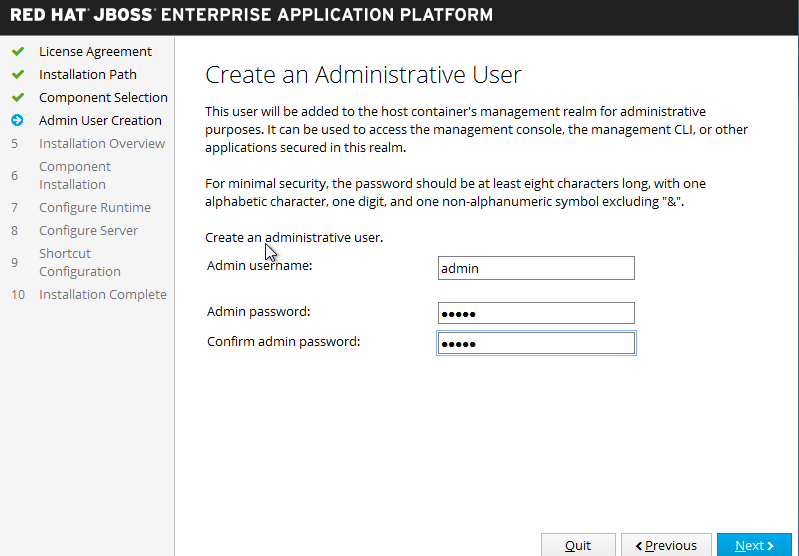 RED HAT® JBOSS® ENTERPRISE APPLICATION PLATFORM
License Agreement
Installation Path
Component Selection
Admin User Creation
5 Installation Overview
6 Component
Installation
7 Configure Runtime
8 Configure Server
9 Shortcut
Configuration
10 Installation Complete
Create an Administrative User
This user will be added to the host container's management realm for administrative
purposes. It can be used to access the management console, the management CLI, or other
applications secured in this realm.
For minimal security, the password should be at least eight characters long, with one
alphabetic character, one digit, and one non-alphanumeric symbol excluding "&".
Create an administrative user.
Admin username: admin
Admin password: •••••
Confirm admin password: •••••
Quit
Previous
Next